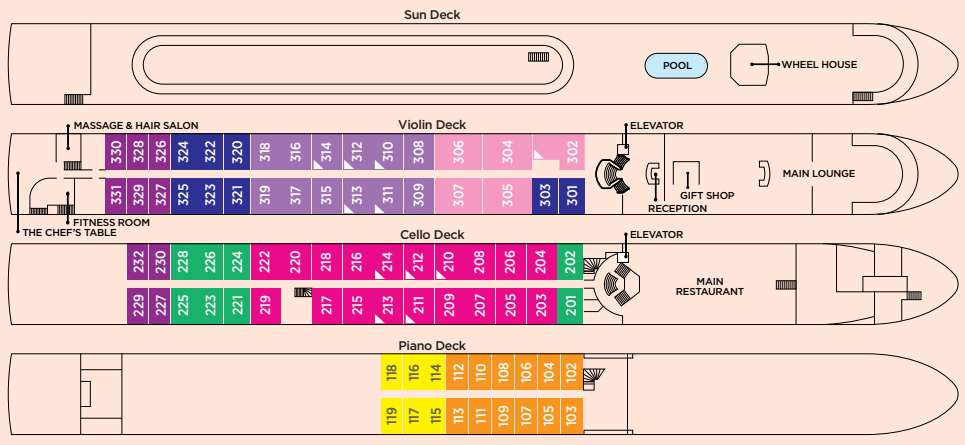 Sun Deck
POOL
WHEEL HOUSE
MASSAGE & HAIR SALON
Violin Deck
ELEVATOR
330 328 326 324 322 320 318 316 314 312 310 308 306 304 302
MAIN LOUNGE
331 329 327 325 323 321 319 317 315 313 311 309 307 305 303 301
GIFT SHOP
RECEPTION
FITNESS ROOM
THE CHEF'S TABLE
Cello Deck
ELEVATOR
232 230 228 226 224 222 220 218 216 214 212 210 208 206 204 202
MAIN
RESTAURANT
229 227 225 223 221 219 217 215 213 211 209 207 205 203 201
Piano Deck
118 116 114 112 110 108 106 104 102
119 117 115 113 111 109 107 105 103